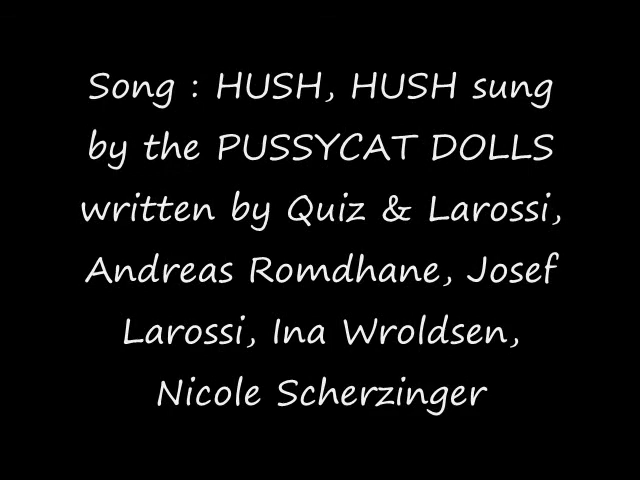 Song : HUSH, HUSH sung
by the PUSSYCAT DOLLS
written by Quiz & Larossi,
Andreas Romdhane, Josef
Larossi, Ina Wroldsen,
Nicole Scherzinger